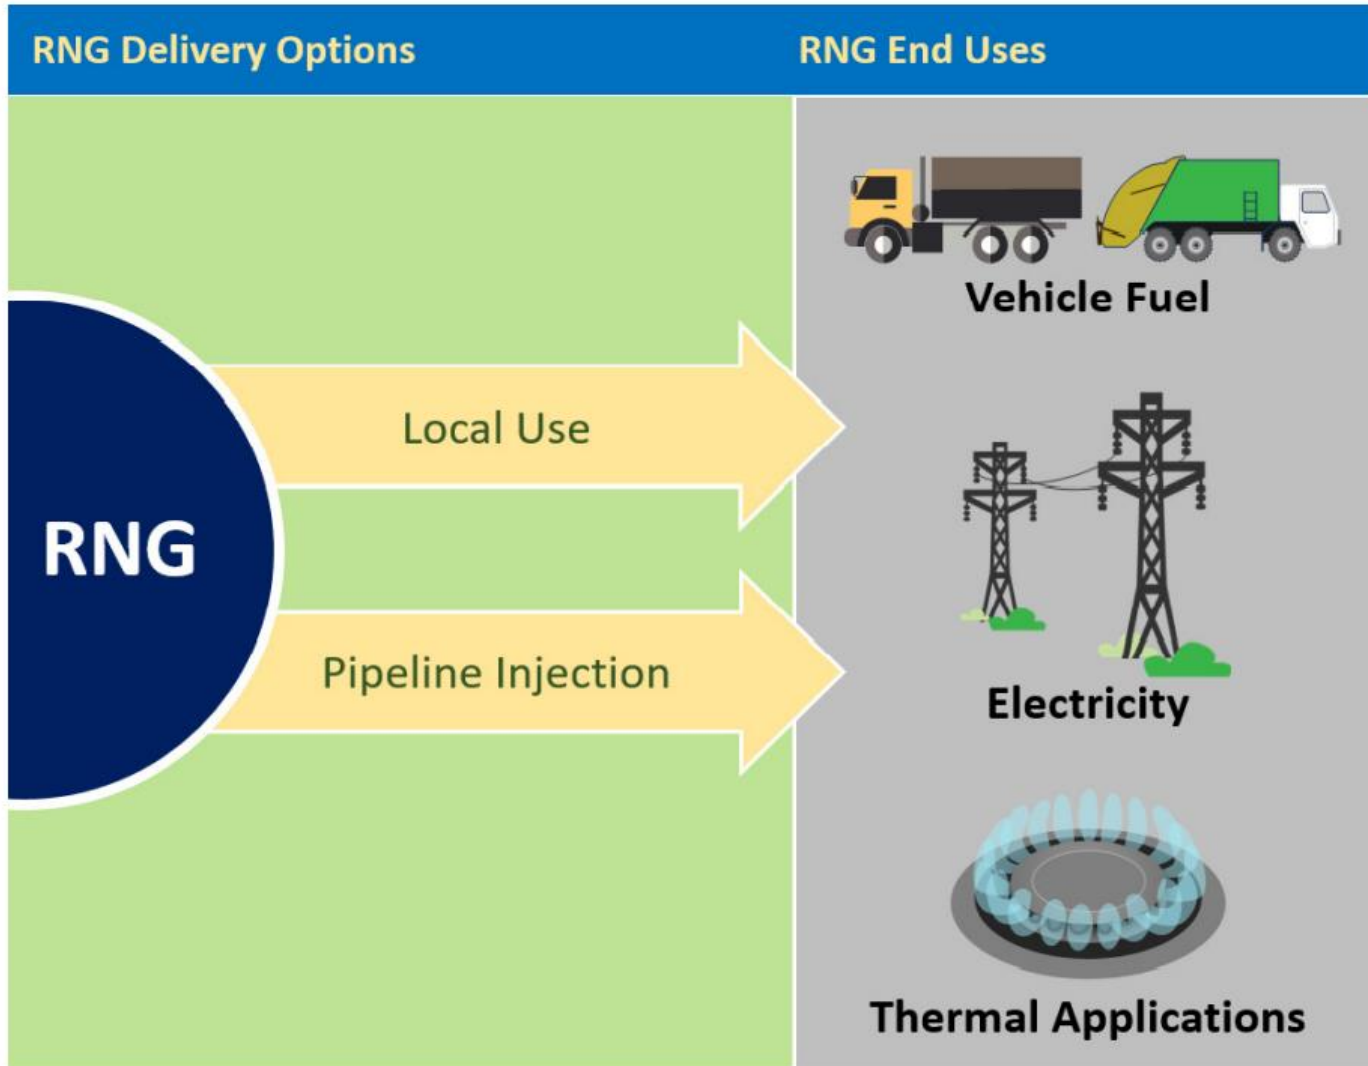 RNG Delivery Options
RNG End Uses
RNG
Local Use
Pipeline Injection
Vehicle Fuel
Electricity
Thermal Applications